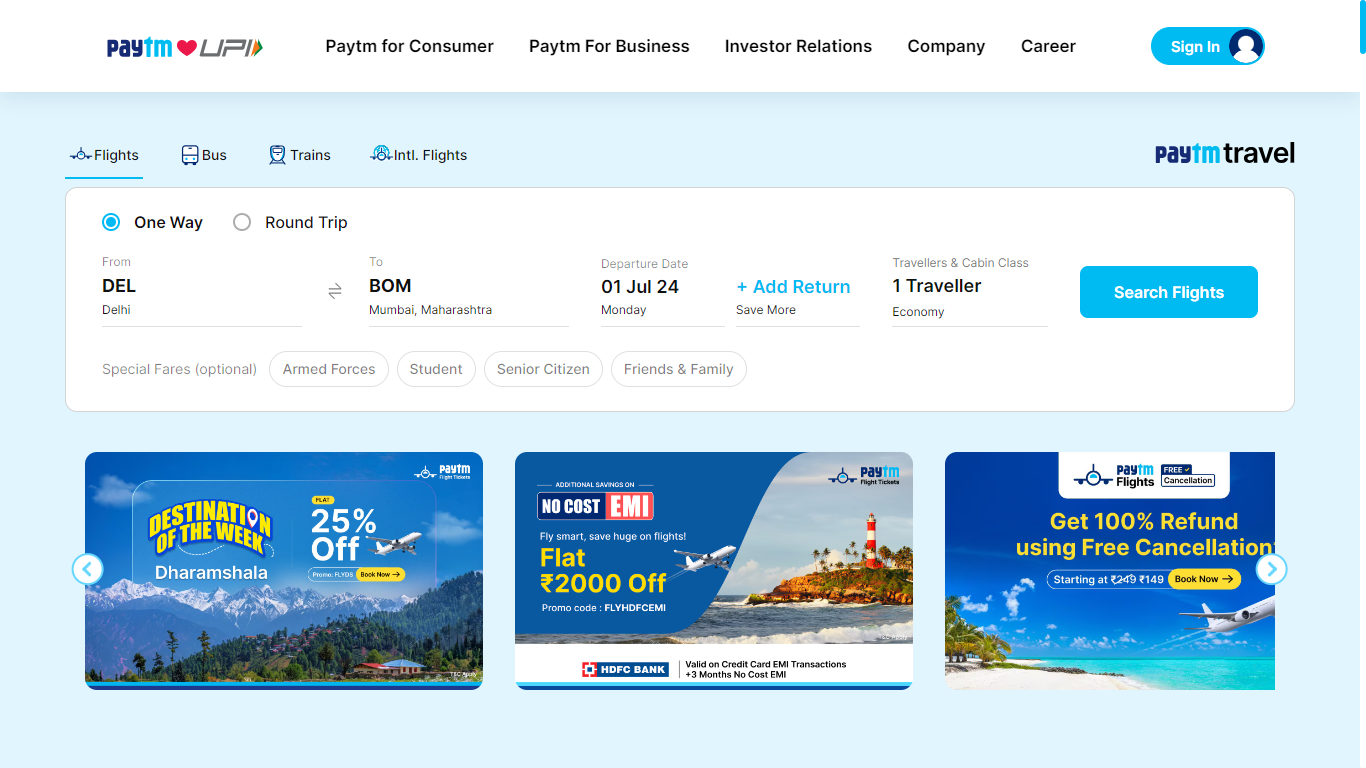 paytm UPI
Paytm for Consumer
Paytm For Business
Investor Relations
Company
Career
Sign In
Flights
Bus
Trains
Intl. Flights
paytm travel
One Way
Round Trip
From
DEL
Delhi
To
BOM
Mumbai, Maharashtra
Departure Date
01 Jul 24
Monday
+ Add Return
Save More
Travellers & Cabin Class
1 Traveller
Economy
Search Flights
Special Fares (optional)
Armed Forces
Student
Senior Citizen
Friends & Family
paytm
Flight Tickets
DESTINATION
OF THE WEEK
Dharamshala
FLAT
25%
Off
Promo: FLYDS
Book Now →
T&C Apply
paytm
Flight Tickets
ADDITIONAL SAVINGS ON
NO COST EMI
Fly smart, save huge on flights!
Flat
₹2000 Off
Promo code : FLYHDFCEMI
T&C Apply
HDFC BANK
Valid on Credit Card EMI Transactions
+3 Months No Cost EMI
paytm
Flights
FREE
Cancellation
Get 100% Refund
using Free Cancellation
Starting at ₹249 ₹149
Book Now →